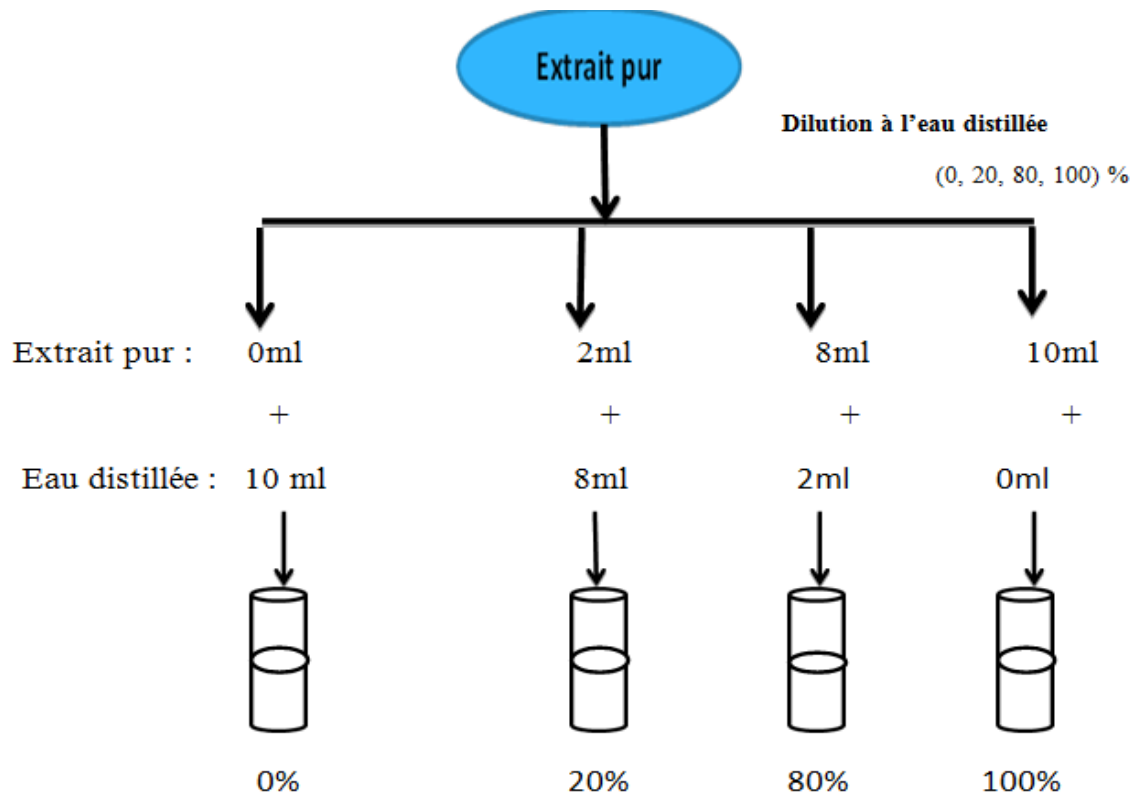 Extrait pur
Dilution à l’eau distillée
(0, 20, 80, 100) %
Extrait pur : 0ml 2ml 8ml 10ml
+ + + +
Eau distillée : 10 ml 8ml 2ml 0ml
0% 20% 80% 100%